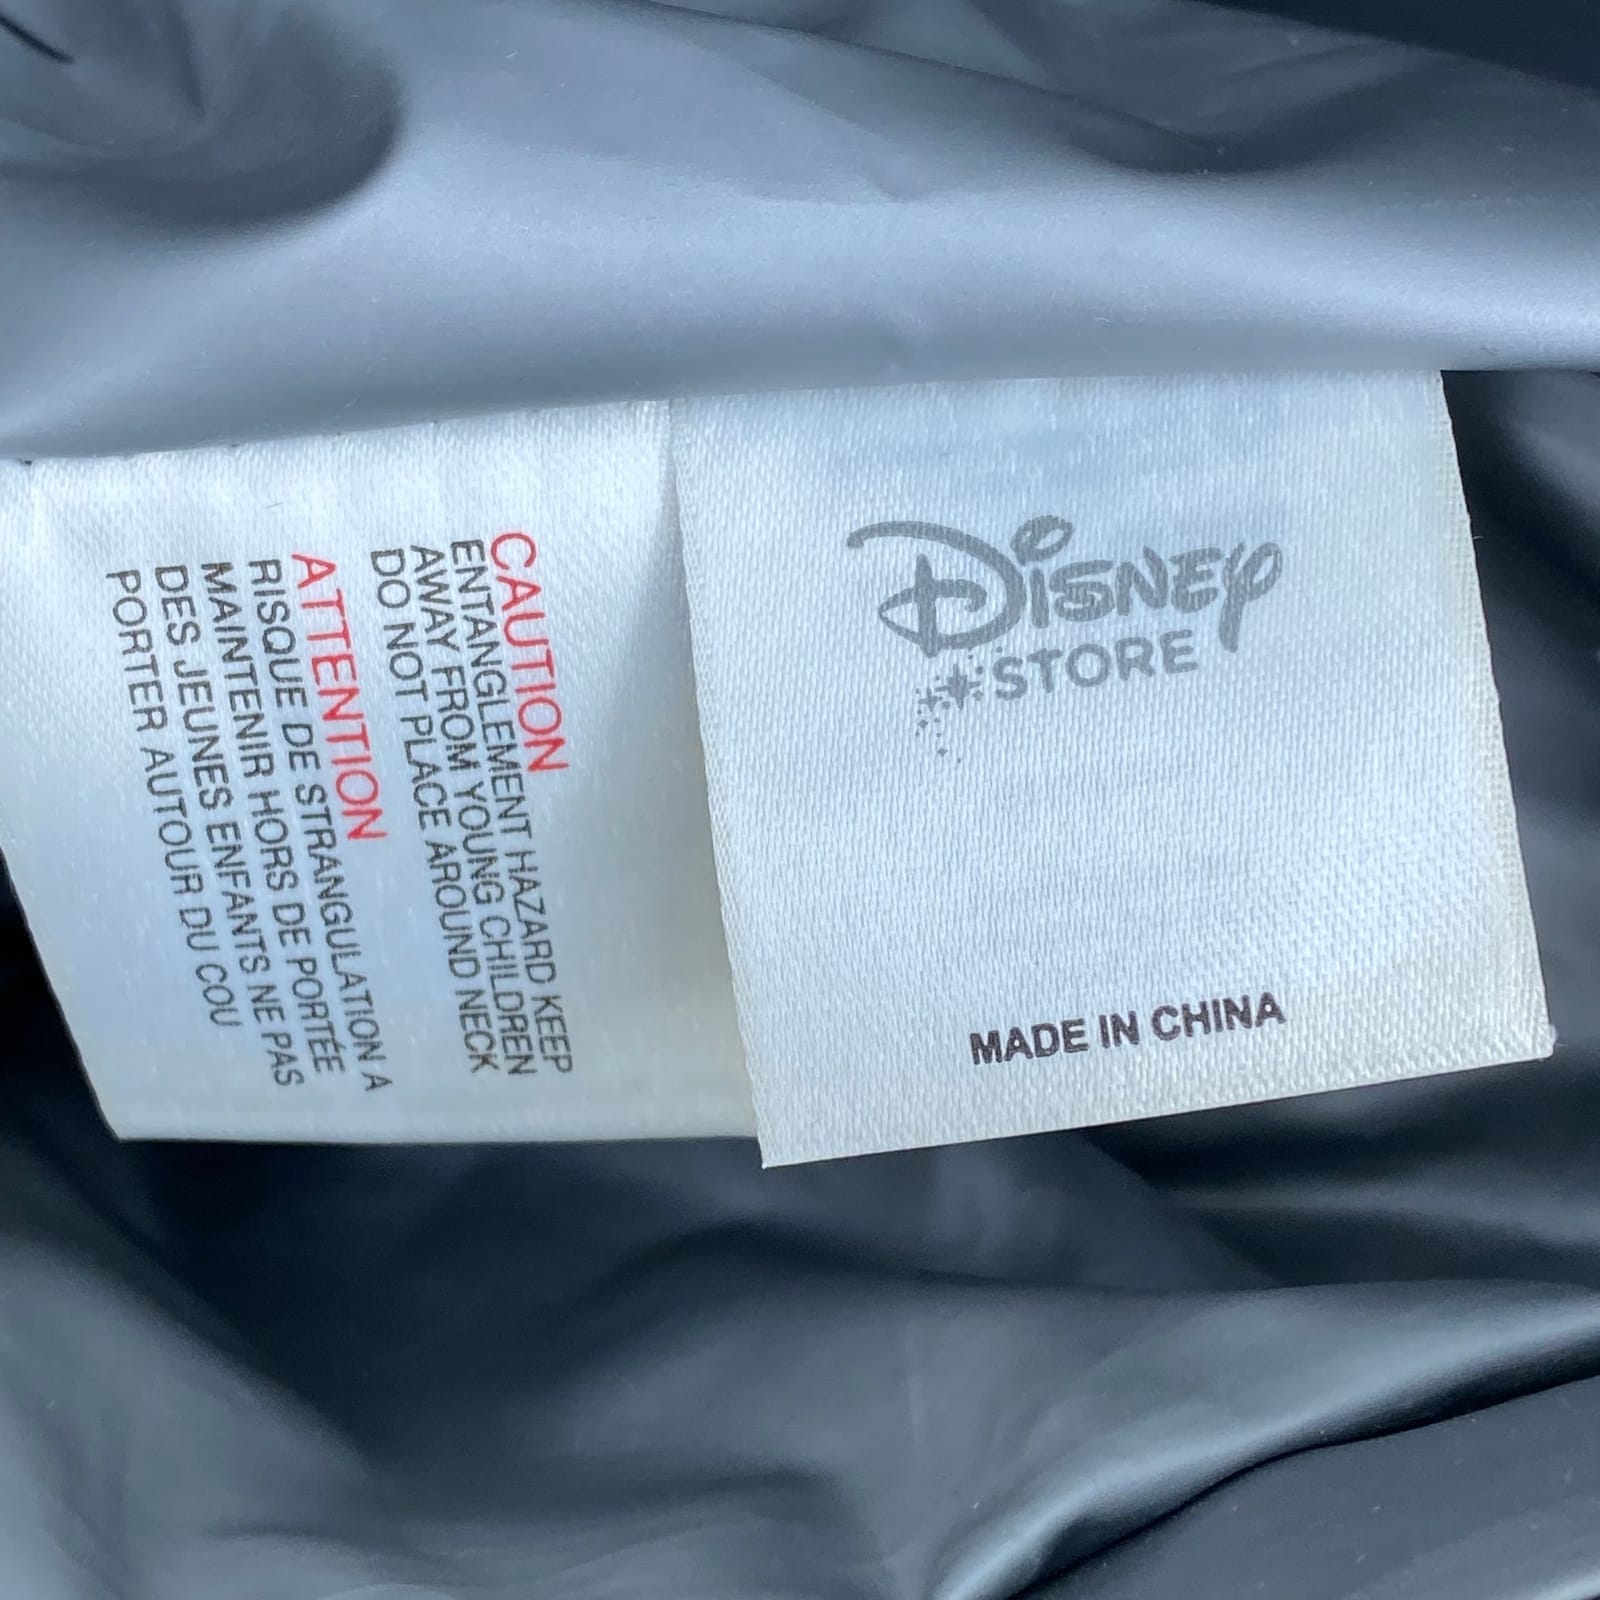 CAUTION
ENTANGLEMENT HAZARD KEEP
AWAY FROM YOUNG CHILDREN
DO NOT PLACE AROUND NECK
ATTENTION
RISQUE DE STRANGULATION A
MAINTENIR HORS DE PORTÉE
DES JEUNES ENFANTS NE PAS
PORTER AUTOUR DU COU
DISNEY
STORE
MADE IN CHINA